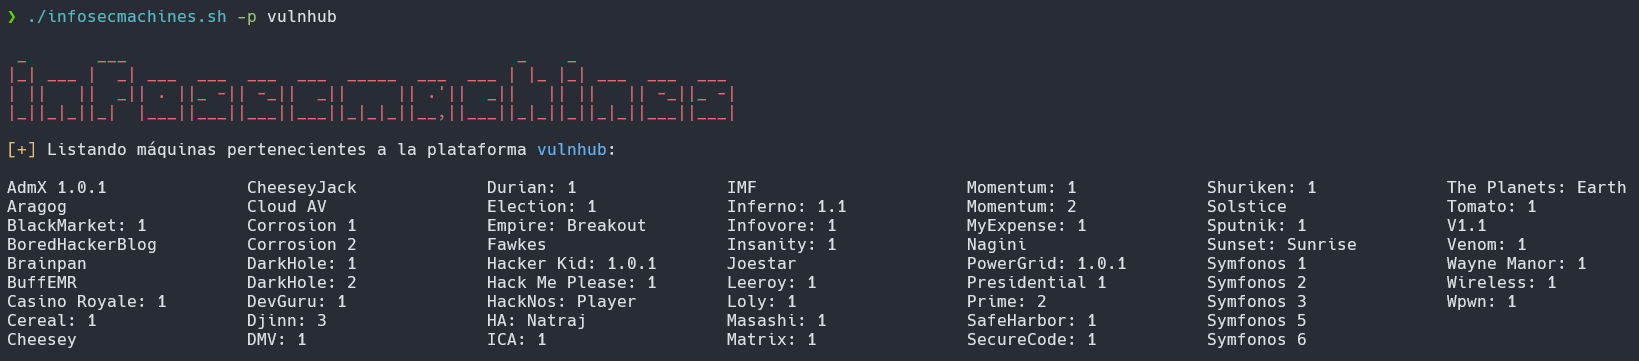 ❯ ./infosecmachines.sh -p vulnhub
infosecmachines
[+] Listando máquinas pertenecientes a la plataforma vulnhub:
AdmX 1.0.1 CheeseyJack Durian: 1 IMF Momentum: 1 Shuriken: 1 The Planets: Earth
Aragog Cloud AV Election: 1 Inferno: 1.1 Momentum: 2 Solstice Tomato: 1
BlackMarket: 1 Corrosion 1 Empire: Breakout Infovore: 1 MyExpense: 1 Sputnik: 1 V1.1
BoredHackerBlog Corrosion 2 Fawkes Insanity: 1 Nagini Sunset: Sunrise Venom: 1
Brainpan DarkHole: 1 Hacker Kid: 1.0.1 Joestar PowerGrid: 1.0.1 Symfonos 1 Wayne Manor: 1
BuffEMR DarkHole: 2 Hack Me Please: 1 Leeroy: 1 Presidential 1 Symfonos 2 Wireless: 1
Casino Royale: 1 DevGuru: 1 HackNos: Player Loly: 1 Prime: 2 Symfonos 3 Wpwn: 1
Cereal: 1 Djinn: 3 HA: Natraj Masashi: 1 SafeHarbor: 1 Symfonos 5
Cheesey DMV: 1 ICA: 1 Matrix: 1 SecureCode: 1 Symfonos 6